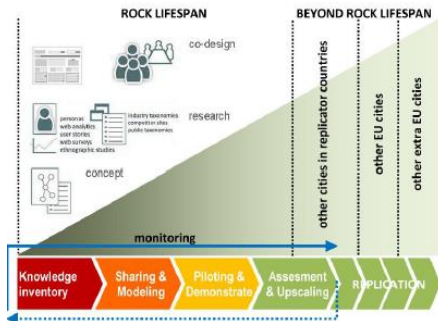 ROCK LIFESPAN
BEYOND ROCK LIFESPAN
co-design
personas
web analytics
user stories
web surveys
ethnographic studies
industry taxonomies
competitor sites
public taxonomies
research
concept
other cities in replicator countries
other EU cities
other extra EU cities
monitoring
Knowledge
inventory
Sharing &
Modeling
Piloting &
Demonstrate
Assesment
& Upscaling
REPLICATION